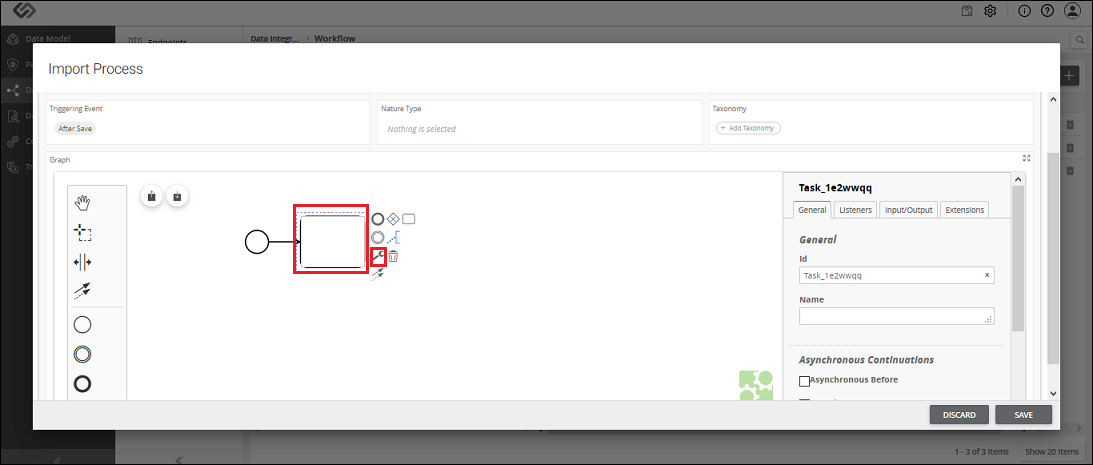 Data Model
Endpoints
Data Integr... › Workflow
Import Process
Triggering Event
After Save
Nature Type
Nothing is selected
Taxonomy
+ Add Taxonomy
Graph
Task_1e2wwqq
General
Listeners
Input/Output
Extensions
General
Id
Task_1e2wwqq
×
Name
Asynchronous Continuations
Asynchronous Before
DISCARD
SAVE
1 - 3 of 3 Items
Show 20 Items